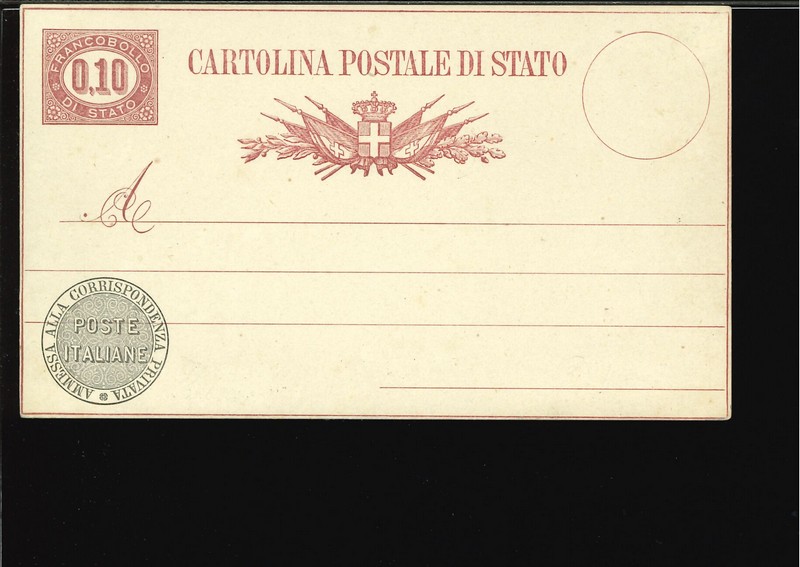 FRANCOBOLLO
0,10
DI STATO
CARTOLINA POSTALE DI STATO
A
AMMESSA ALLA CORRISPONDENZA PRIVATA
POSTE
ITALIANE